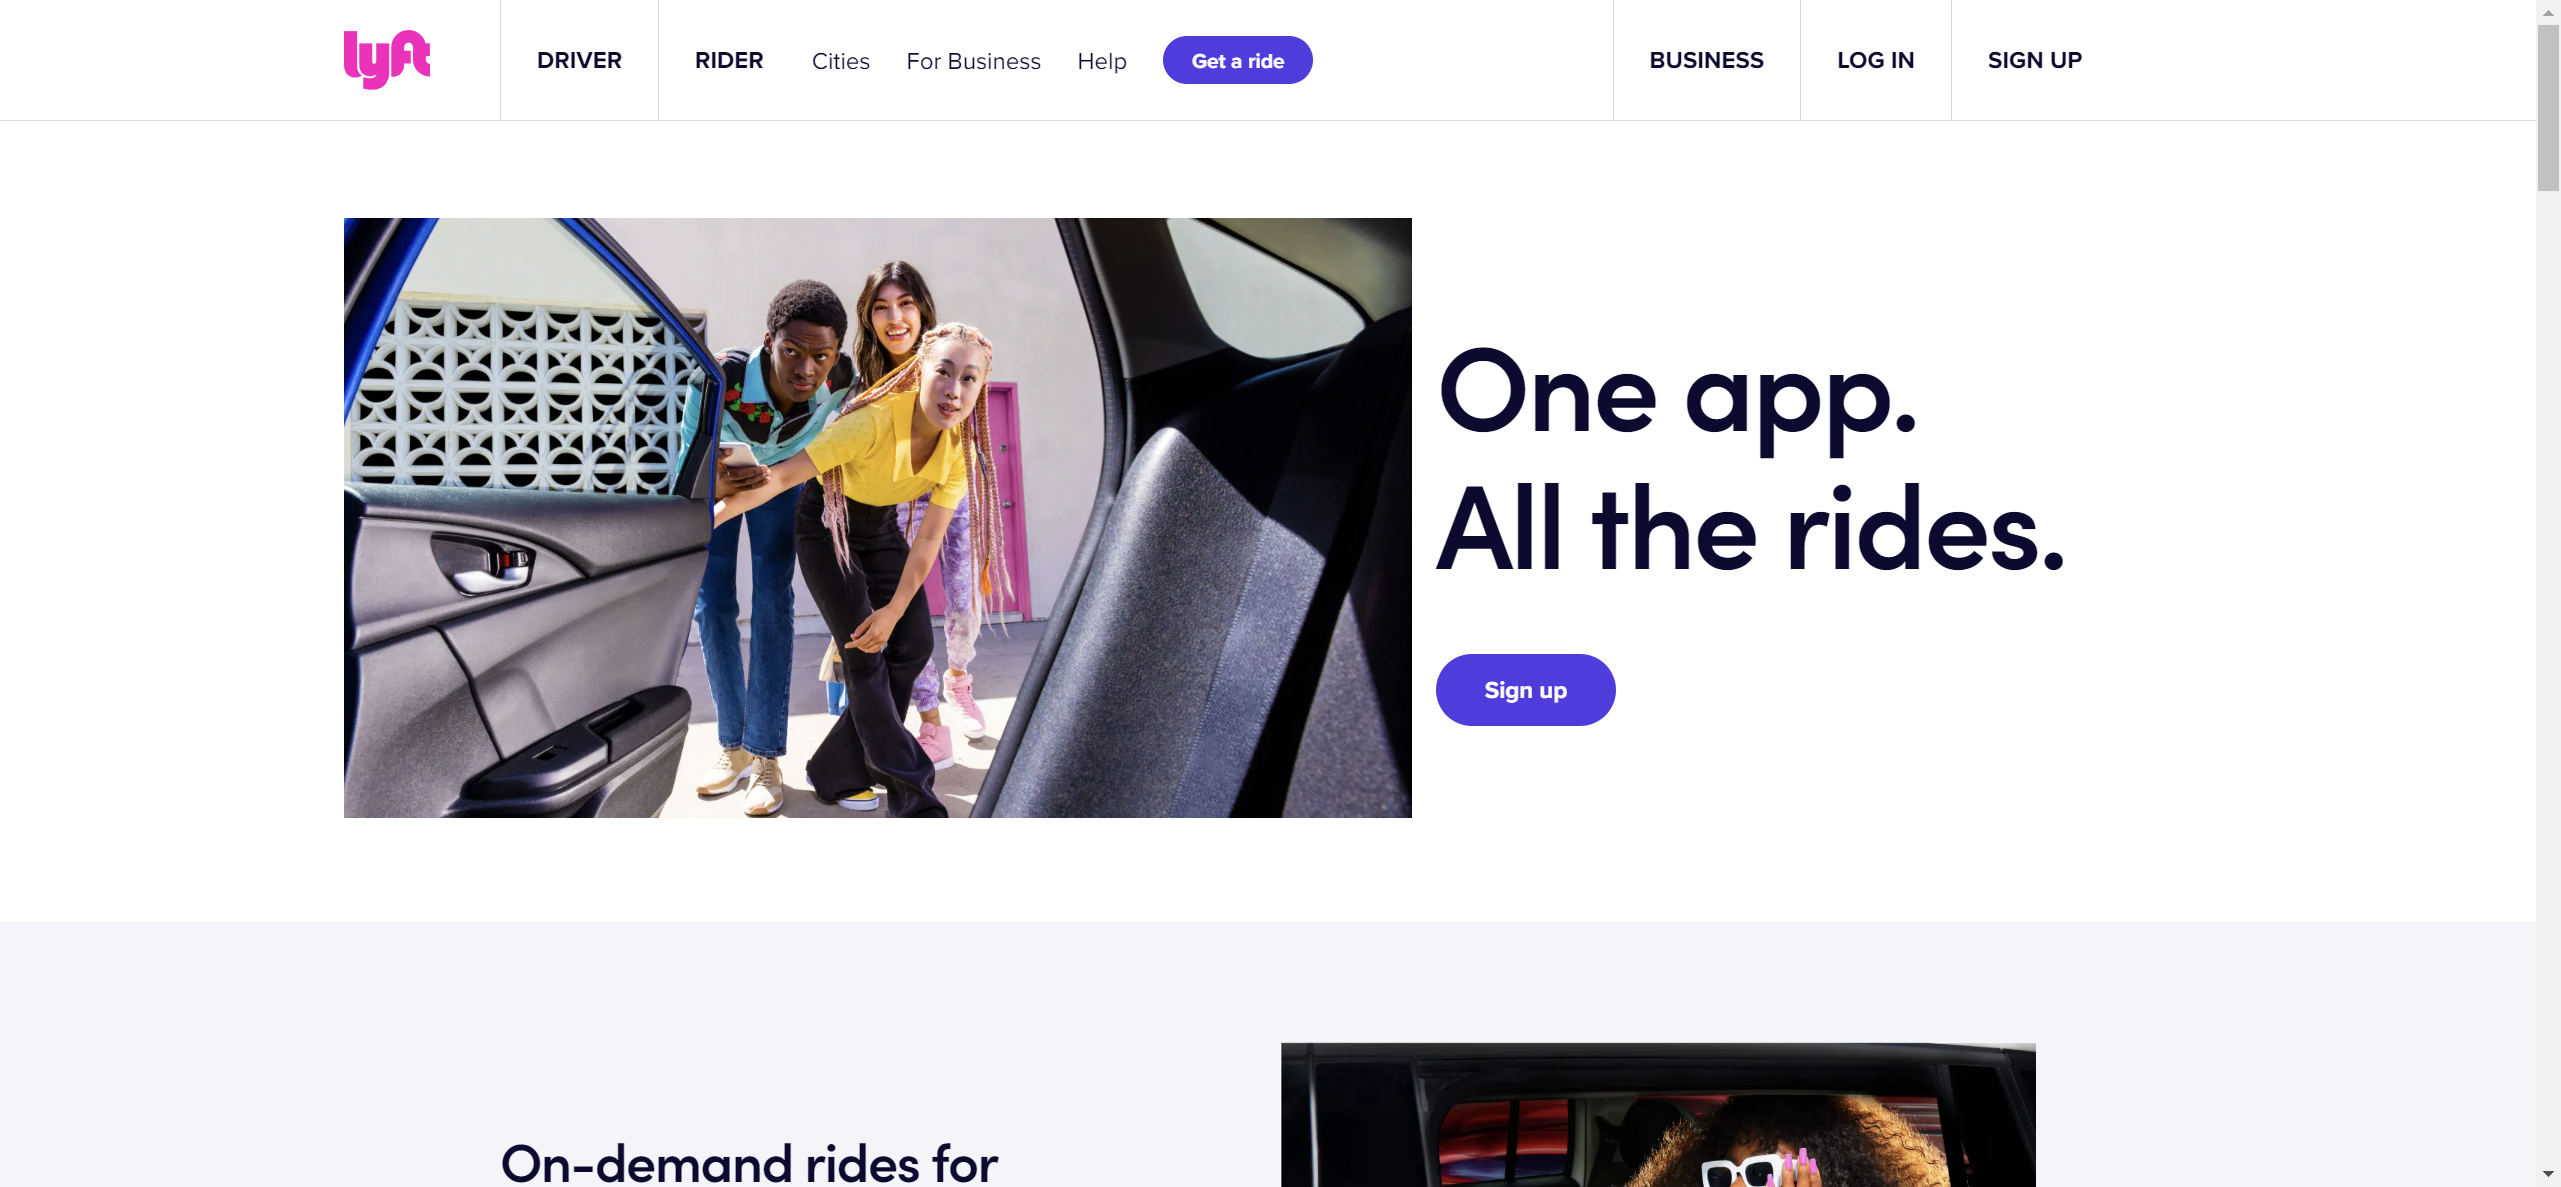 lyft
DRIVER
RIDER
Cities
For Business
Help
Get a ride
BUSINESS
LOG IN
SIGN UP
One app.
All the rides.
Sign up
On-demand rides for